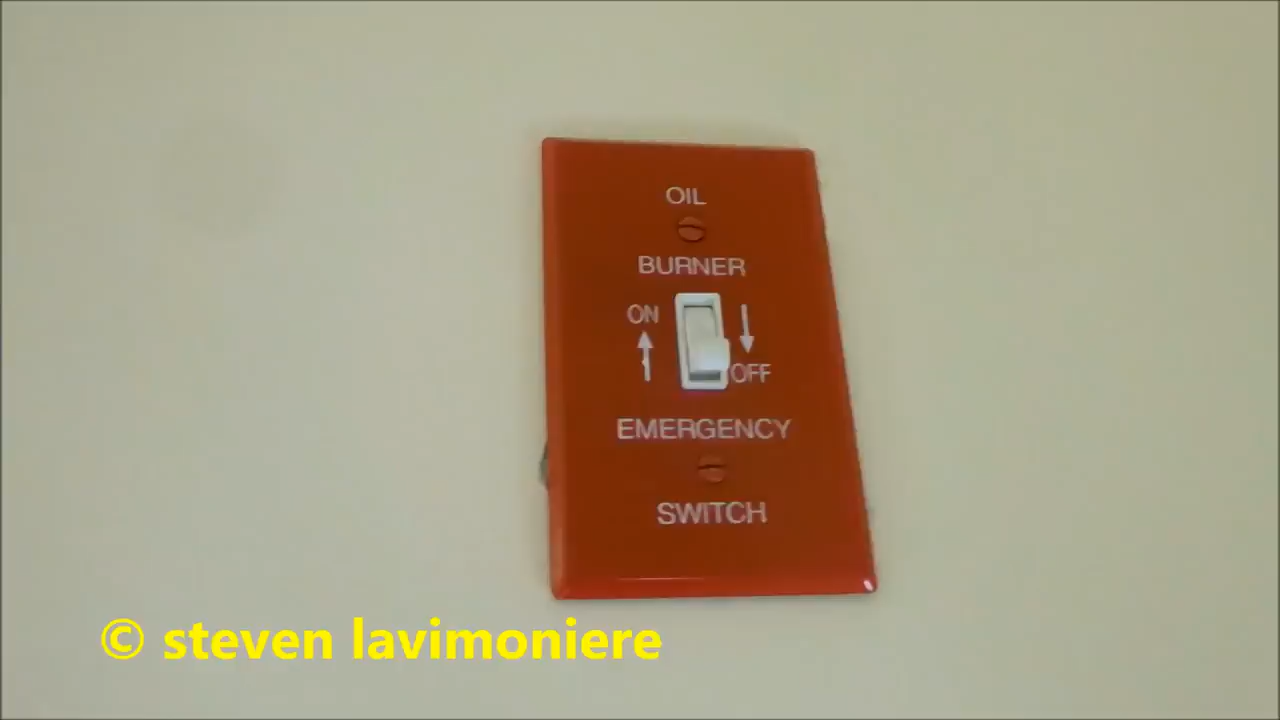 OIL
BURNER
ON
OFF
EMERGENCY
SWITCH
© steven lavimoniere